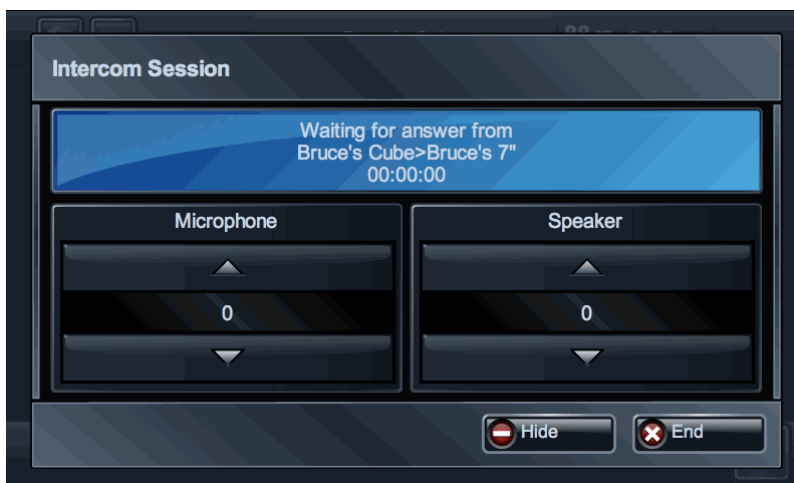 Intercom Session
Waiting for answer from
Bruce's Cube>Bruce's 7"
00:00:00
Microphone
Speaker
0
0
Hide
End